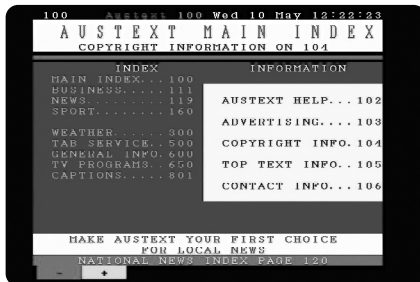 100 Austext 100 Wed 10 May 12:22:23
AUSTEXT MAIN INDEX
COPYRIGHT INFORMATION ON 104
INDEX
MAIN INDEX...100
BUSINESS.....111
NEWS.........119
SPORT........160
WEATHER......300
TAB SERVICE..500
GENERAL INFO.600
TV PROGRAMS..650
CAPTIONS.....801
INFORMATION
AUSTEXT HELP...102
ADVERTISING....103
COPYRIGHT INFO.104
TOP TEXT INFO..105
CONTACT INFO...106
MAKE AUSTEXT YOUR FIRST CHOICE
FOR LOCAL NEWS
NATIONAL NEWS INDEX PAGE 120
- +